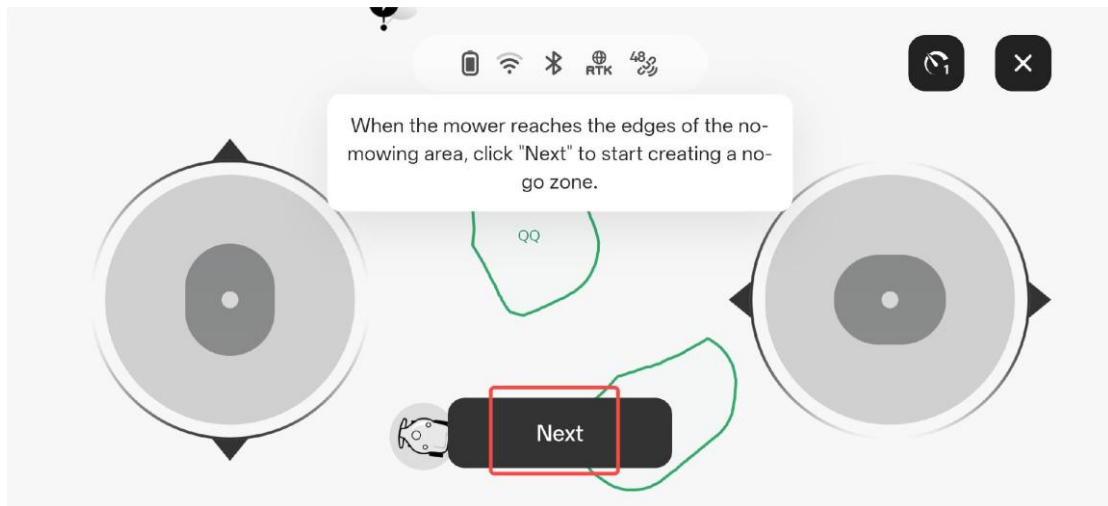 RTK
48
1
When the mower reaches the edges of the no-
mowing area, click "Next" to start creating a no-
go zone.
QQ
Next